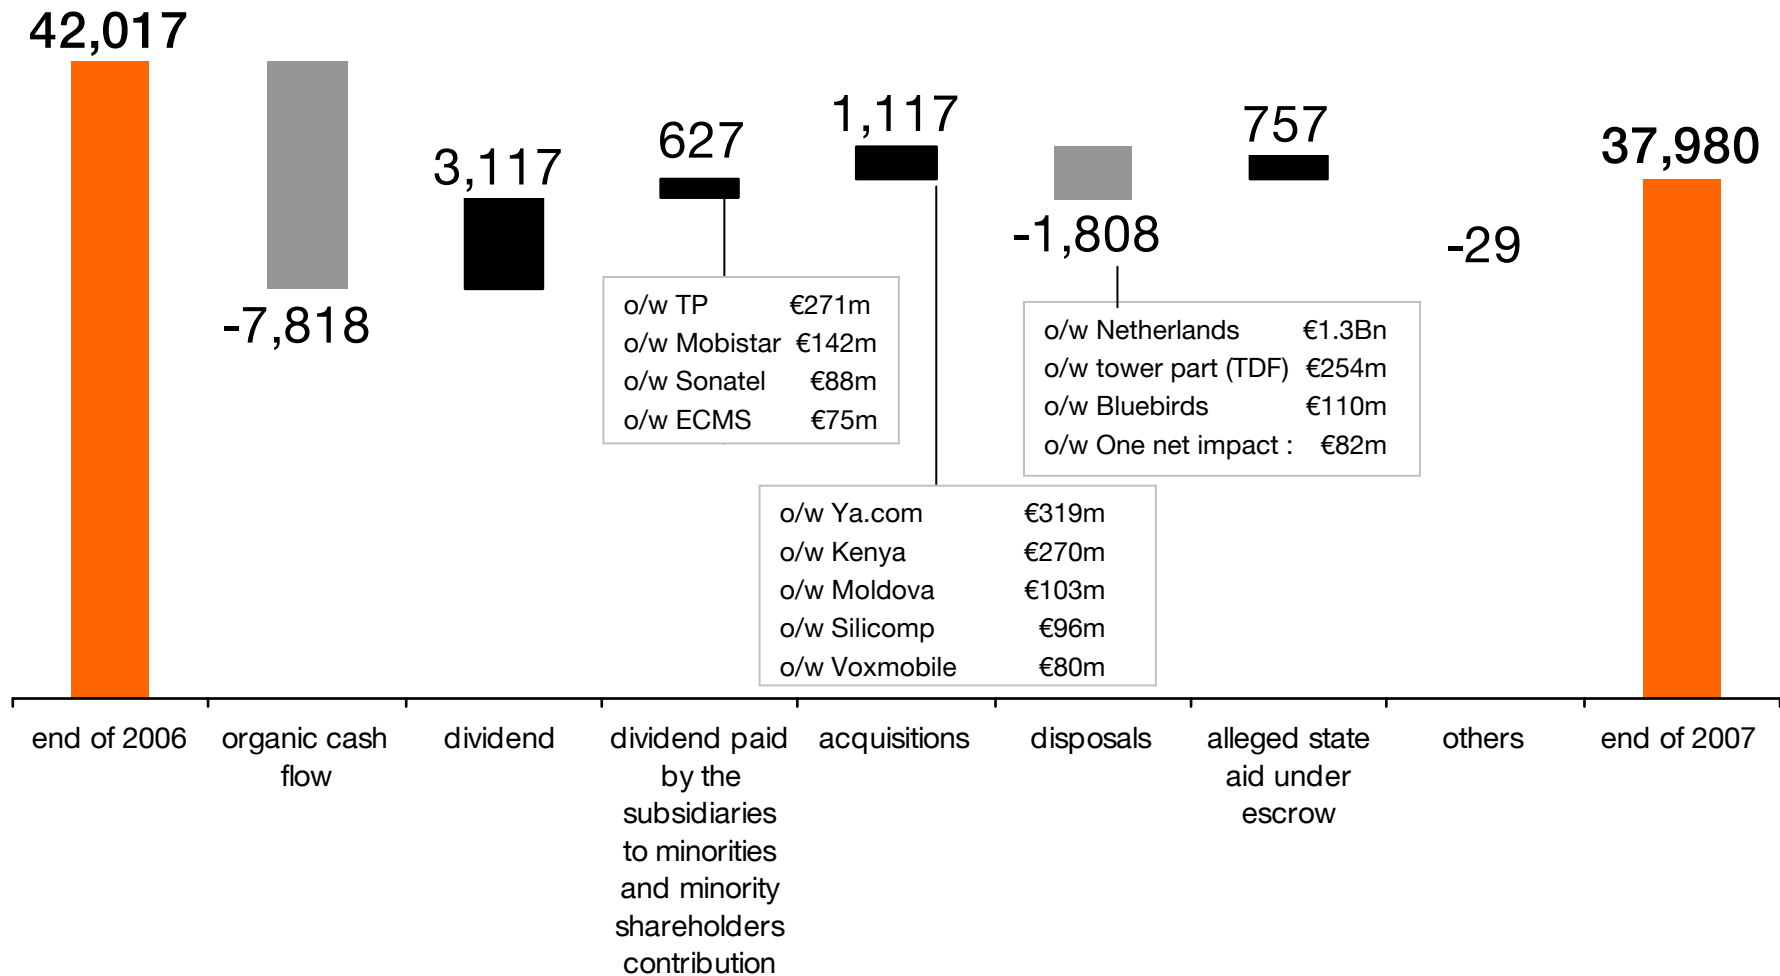 42,017
-7,818
3,117
627
1,117
-1,808
757
-29
37,980
o/w TP €271m
o/w Mobistar €142m
o/w Sonatel €88m
o/w ECMS €75m
o/w Netherlands €1.3Bn
o/w tower part (TDF) €254m
o/w Bluebirds €110m
o/w One net impact : €82m
o/w Ya.com €319m
o/w Kenya €270m
o/w Moldova €103m
o/w Silicomp €96m
o/w Voxmobile €80m
end of 2006
organic cash
flow
dividend
dividend paid
by the
subsidiaries
to minorities
and minority
shareholders
contribution
acquisitions
disposals
alleged state
aid under
escrow
others
end of 2007